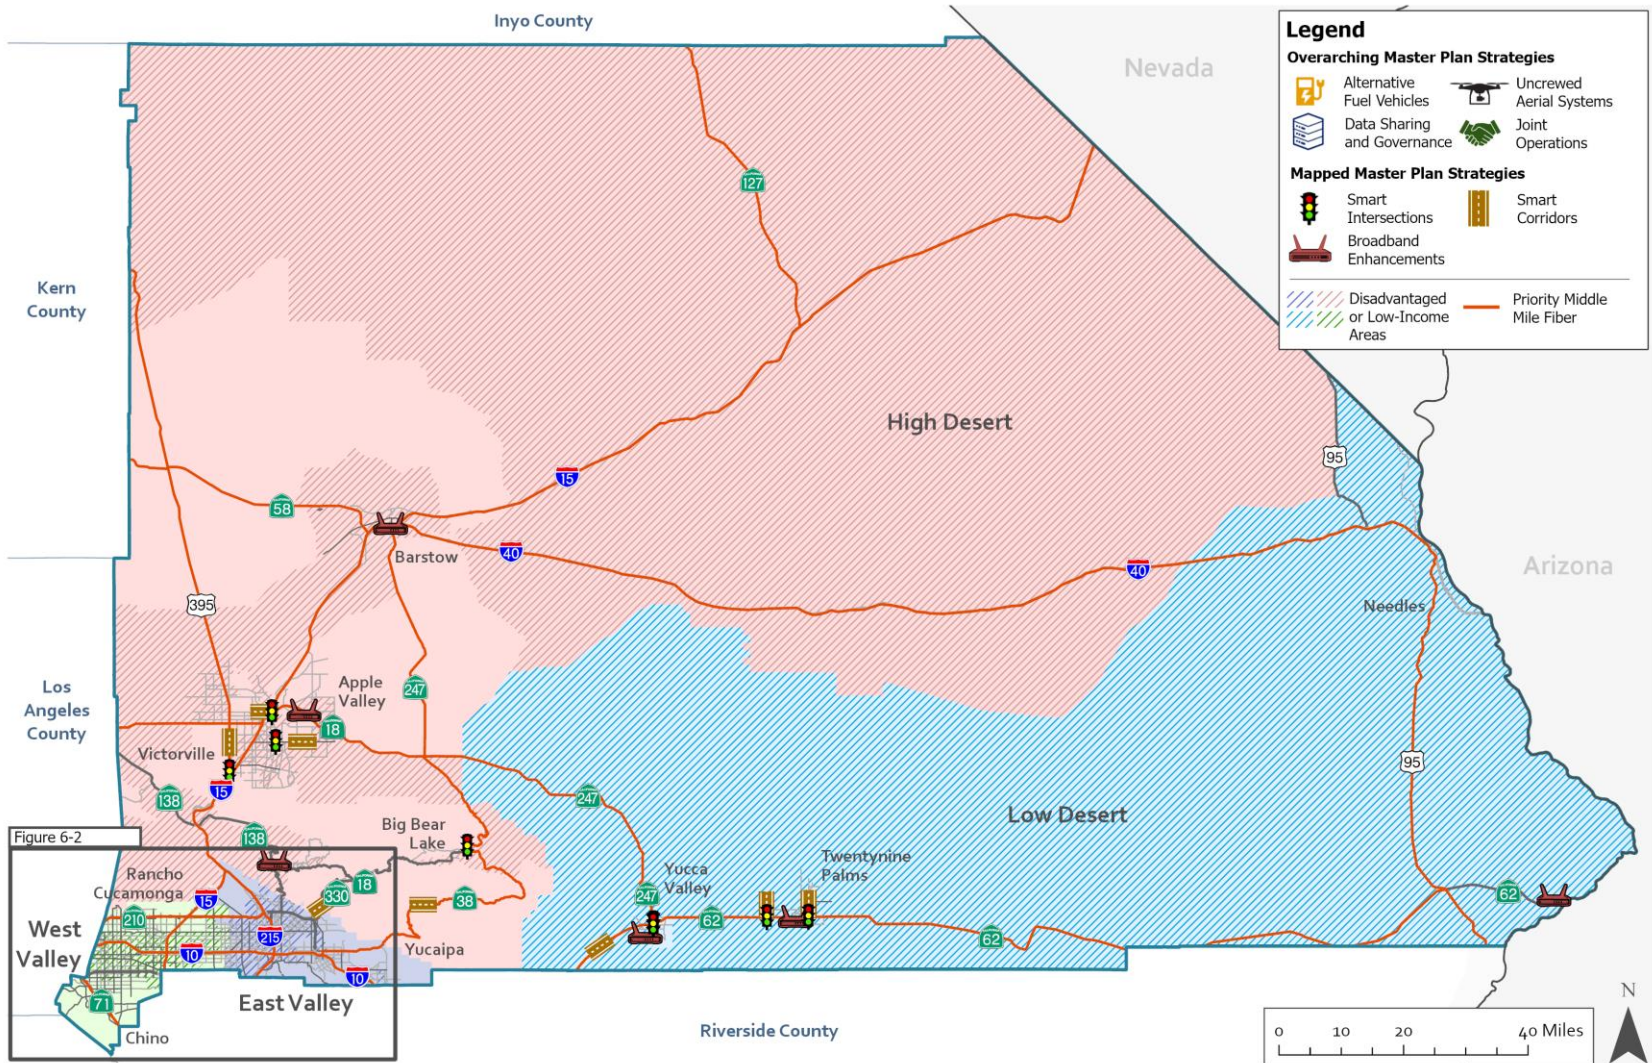 Inyo County
Nevada
Legend
Overarching Master Plan Strategies
Alternative
Fuel Vehicles
Uncrewed
Aerial Systems
Data Sharing
and Governance
Joint
Operations
Mapped Master Plan Strategies
Smart
Intersections
Smart
Corridors
Broadband
Enhancements
Disadvantaged
or Low-Income
Areas
Priority Middle
Mile Fiber
127
Kern
County
High Desert
95
15
58
Barstow
40
40
Arizona
395
Needles
Los
Angeles
County
Apple
Valley
247
18
Victorville
95
15
138
247
138
Big Bear
Lake
Low Desert
Figure 6-2
Rancho
Cucamonga
15
330
18
38
Yucca
Valley
247
Twentynine
Palms
62
62
62
West
Valley
210
215
10
Yucaipa
10
71
East Valley
Chino
Riverside County
N
0 10 20 40 Miles